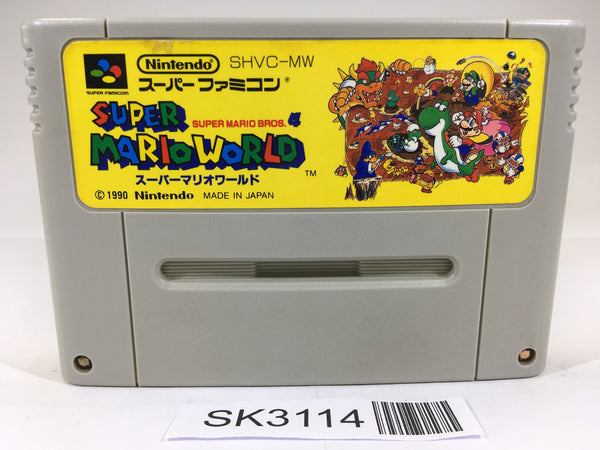 Nintendo SHVC-MW
SUPER FAMICOM
スーパーファミコン®
SUPER
SUPER MARIO BROS. 4
MARIO WORLD ™
スーパーマリオワールド
© 1990 Nintendo MADE IN JAPAN
SK3114